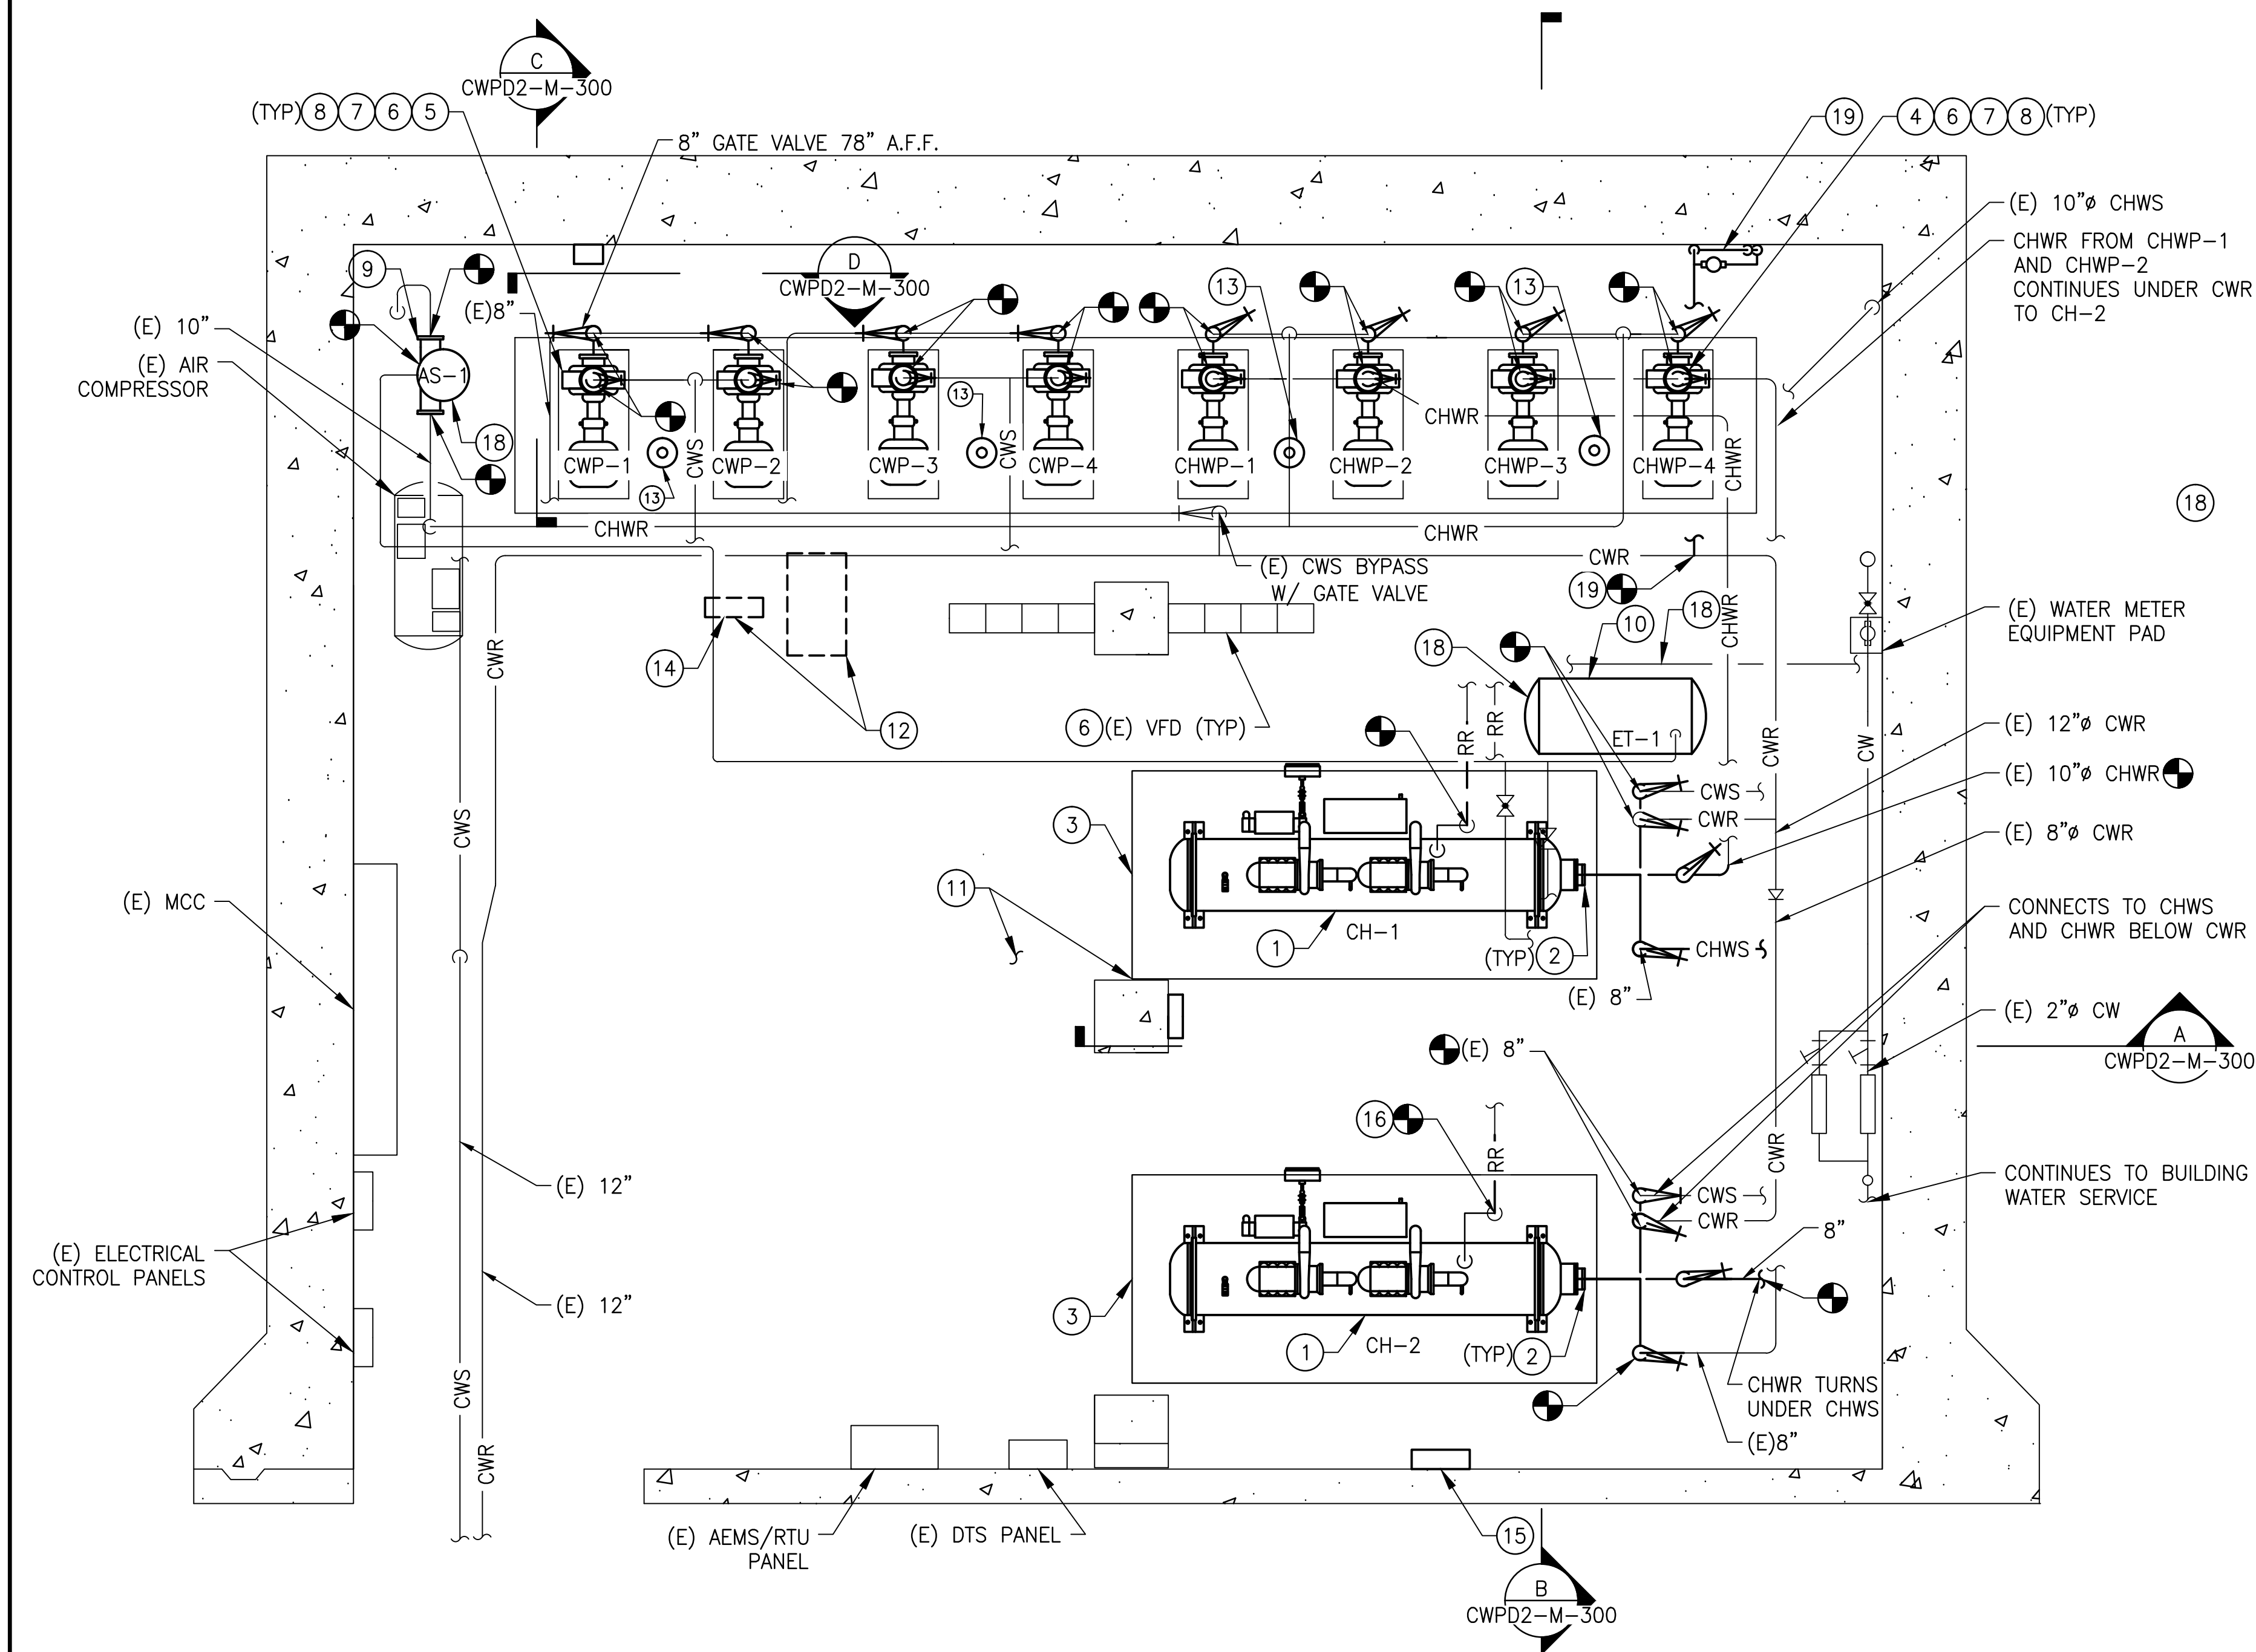 C
CWPD2-M-300
(TYP) 8 7 6 5
8" GATE VALVE 78" A.F.F.
19
4 6 7 8 (TYP)
(E) 10"ø CHWS
CHWR FROM CHWP-1
AND CHWP-2
CONTINUES UNDER CWR
TO CH-2
9
(E)8"
D
CWPD2-M-300
13
13
(E) 10"
(E) AIR
COMPRESSOR
AS-1
18
13
13
CWS
CWS
CHWR
CHWR
CWP-1
CWP-2
CWP-3
CWP-4
CHWP-1
CHWP-2
CHWP-3
CHWP-4
18
CHWR
CHWR
CWR
(E) CWS BYPASS
W/ GATE VALVE
19
CHWR
18
10
(E) WATER METER
EQUIPMENT PAD
CWR
14
12
6 (E) VFD (TYP)
18
RR
RR
ET-1
CWR
CW
(E) 12"ø CWR
(E) 10"ø CHWR
(E) 8"ø CWR
CWS
CWS
CWR
3
11
1
CH-1
(TYP) 2
CHWS
(E) 8"
(E) MCC
CONNECTS TO CHWS
AND CHWR BELOW CWR
(E) 2"ø CW
A
CWPD2-M-300
(E) 8"
16
RR
CWR
(E) 12"
CWS
CWR
CONTINUES TO BUILDING
WATER SERVICE
8"
(E) ELECTRICAL
CONTROL PANELS
(E) 12"
3
1
CH-2
(TYP) 2
CWS
CWR
CHWR TURNS
UNDER CHWS
(E)8"
(E) AEMS/RTU
PANEL
(E) DTS PANEL
15
B
CWPD2-M-300